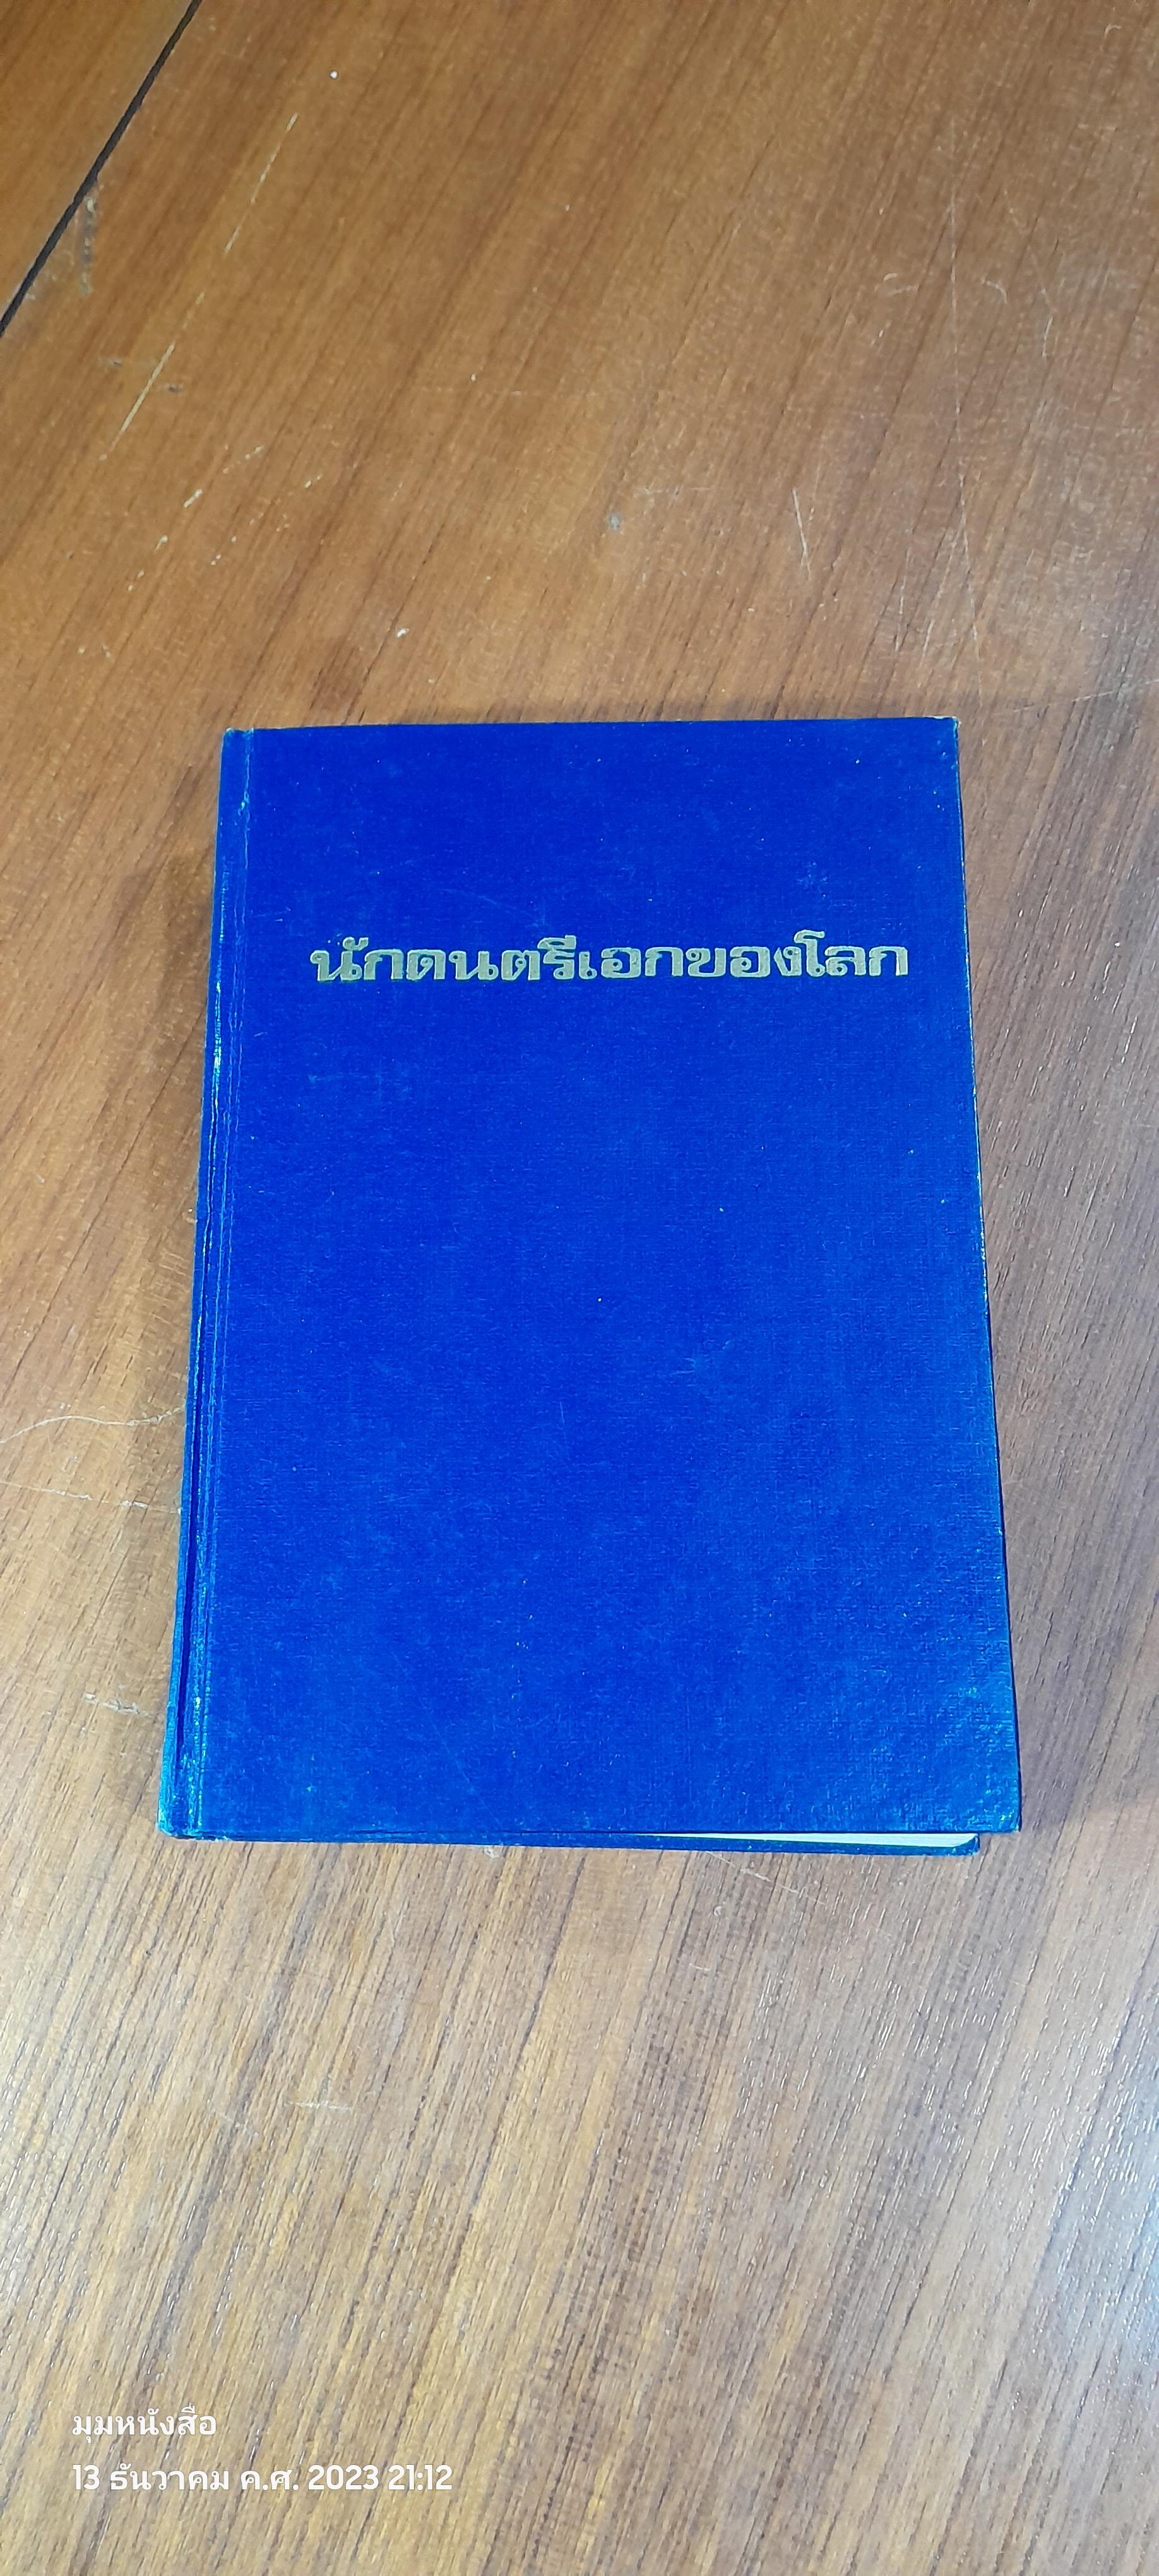 นักดนตรีเอกของโลก
มุมหนังสือ
13 ธันวาคม ค.ศ. 2023 21:12